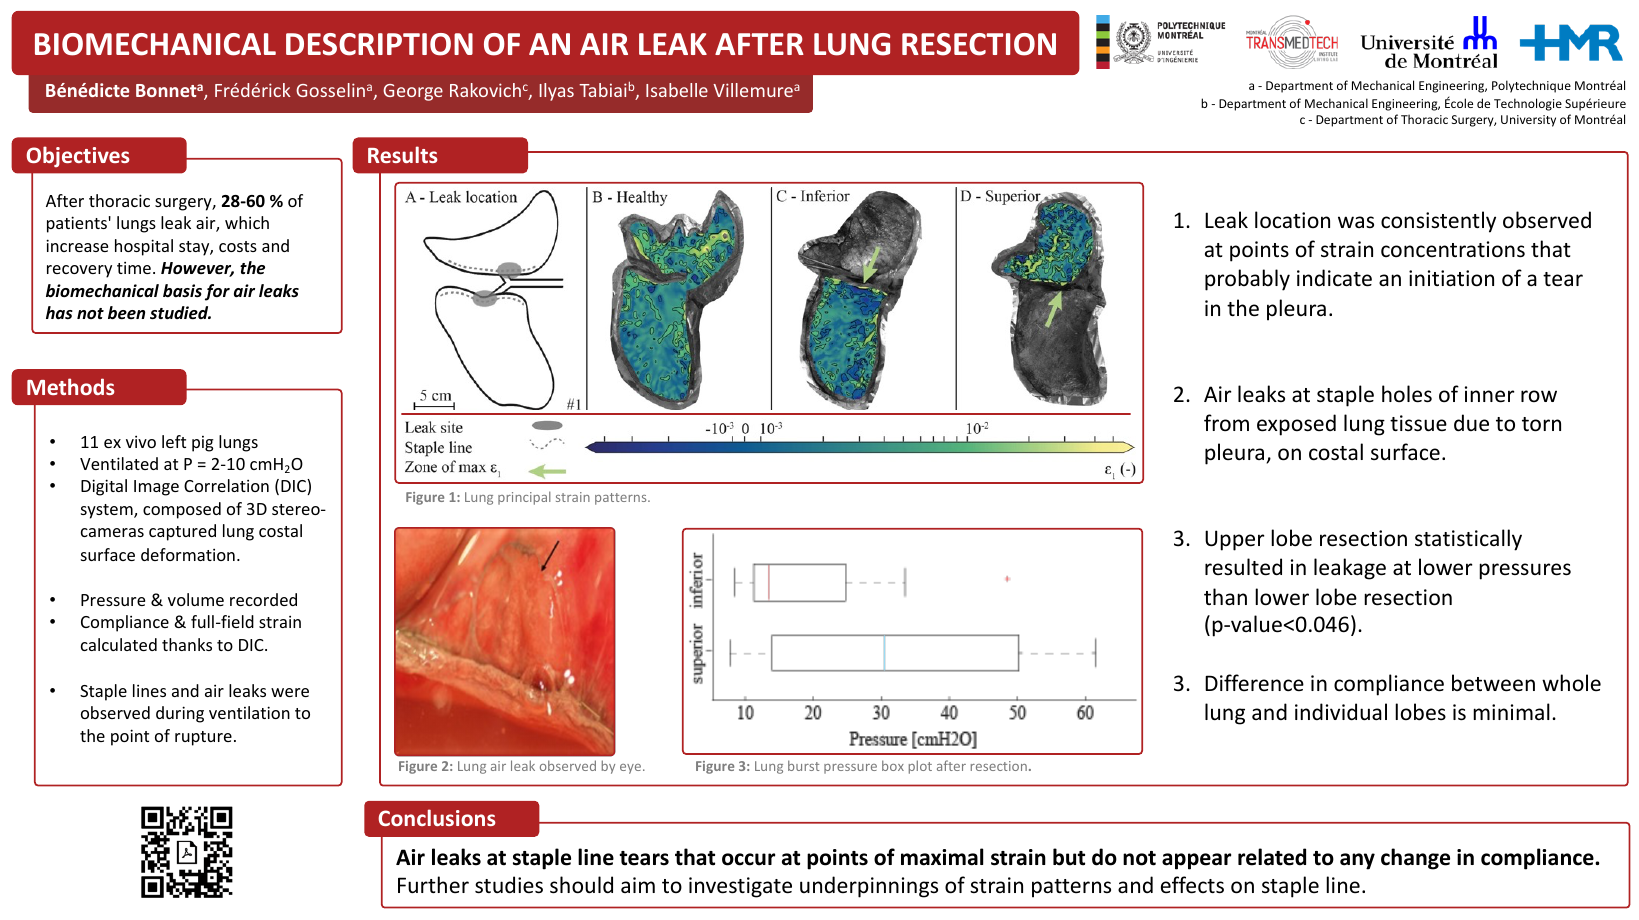 BIOMECHANICAL DESCRIPTION OF AN AIR LEAK AFTER LUNG RESECTION
Bénédicte Bonnetᵃ, Frédérick Gosselinᵃ, George Rakovichᶜ, Ilyas Tabiaiᵇ, Isabelle Villemureᵃ
POLYTECHNIQUE
MONTRÉAL
UNIVERSITÉ
D'INGÉNIERIE
MONTRÉAL
TRANSMEDTECH
INSTITUTE
LIVING LAB
Université
de Montréal
HMR
a - Department of Mechanical Engineering, Polytechnique Montréal
b - Department of Mechanical Engineering, École de Technologie Supérieure
c - Department of Thoracic Surgery, University of Montréal
Objectives
After thoracic surgery, 28-60 % of
patients' lungs leak air, which
increase hospital stay, costs and
recovery time. However, the
biomechanical basis for air leaks
has not been studied.
Methods
• 11 ex vivo left pig lungs
• Ventilated at P = 2-10 cmH₂O
• Digital Image Correlation (DIC)
system, composed of 3D stereo-
cameras captured lung costal
surface deformation.
• Pressure & volume recorded
• Compliance & full-field strain
calculated thanks to DIC.
• Staple lines and air leaks were
observed during ventilation to
the point of rupture.
Results
A - Leak location
B - Healthy
C - Inferior
D - Superior
5 cm
#1
Leak site
Staple line
Zone of max ε₁
-10⁻³ 0 10⁻³ 10⁻²
ε₁ (-)
Figure 1: Lung principal strain patterns.
Figure 2: Lung air leak observed by eye.
inferior
superior
10 20 30 40 50 60
Pressure [cmH2O]
Figure 3: Lung burst pressure box plot after resection.
1. Leak location was consistently observed
at points of strain concentrations that
probably indicate an initiation of a tear
in the pleura.
2. Air leaks at staple holes of inner row
from exposed lung tissue due to torn
pleura, on costal surface.
3. Upper lobe resection statistically
resulted in leakage at lower pressures
than lower lobe resection
(p-value<0.046).
3. Difference in compliance between whole
lung and individual lobes is minimal.
Conclusions
Air leaks at staple line tears that occur at points of maximal strain but do not appear related to any change in compliance.
Further studies should aim to investigate underpinnings of strain patterns and effects on staple line.